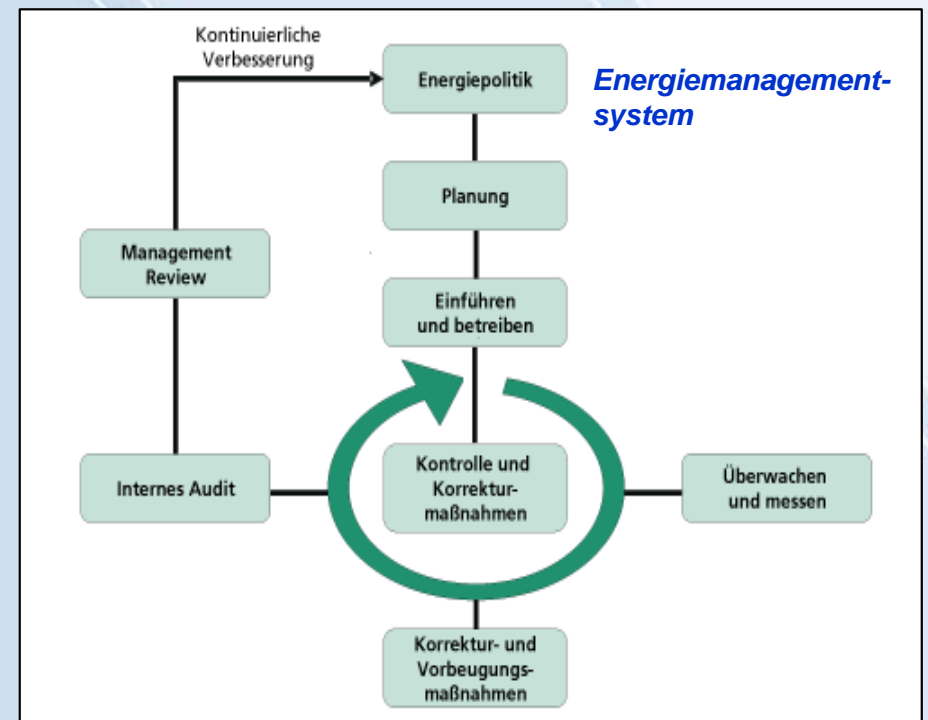 Kontinuierliche
Verbesserung
Energiepolitik
Energiemanagement-
system
Planung
Management
Review
Einführen
und betreiben
Internes Audit
Kontrolle und
Korrektur-
maßnahmen
Überwachen
und messen
Korrektur- und
Vorbeugungs-
maßnahmen